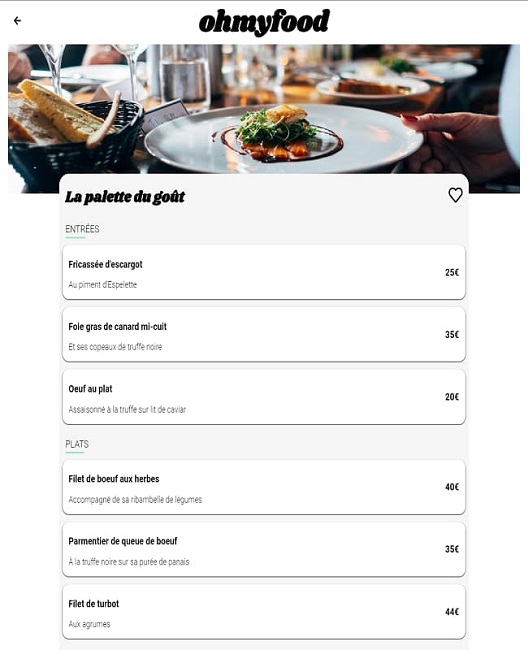 ohmyfood
La palette du goût
ENTRÉES
Fricassée d'escargot
25€
Au piment d'Espelette
Foie gras de canard mi-cuit
35€
Et ses copeaux de truffe noire
Oeuf au plat
20€
Assaisonné à la truffe sur lit de caviar
PLATS
Filet de boeuf aux herbes
40€
Accompagné de sa ribambelle de légumes
Parmentier de queue de boeuf
35€
À la truffe noire sur sa purée de panais
Filet de turbot
44€
Aux agrumes